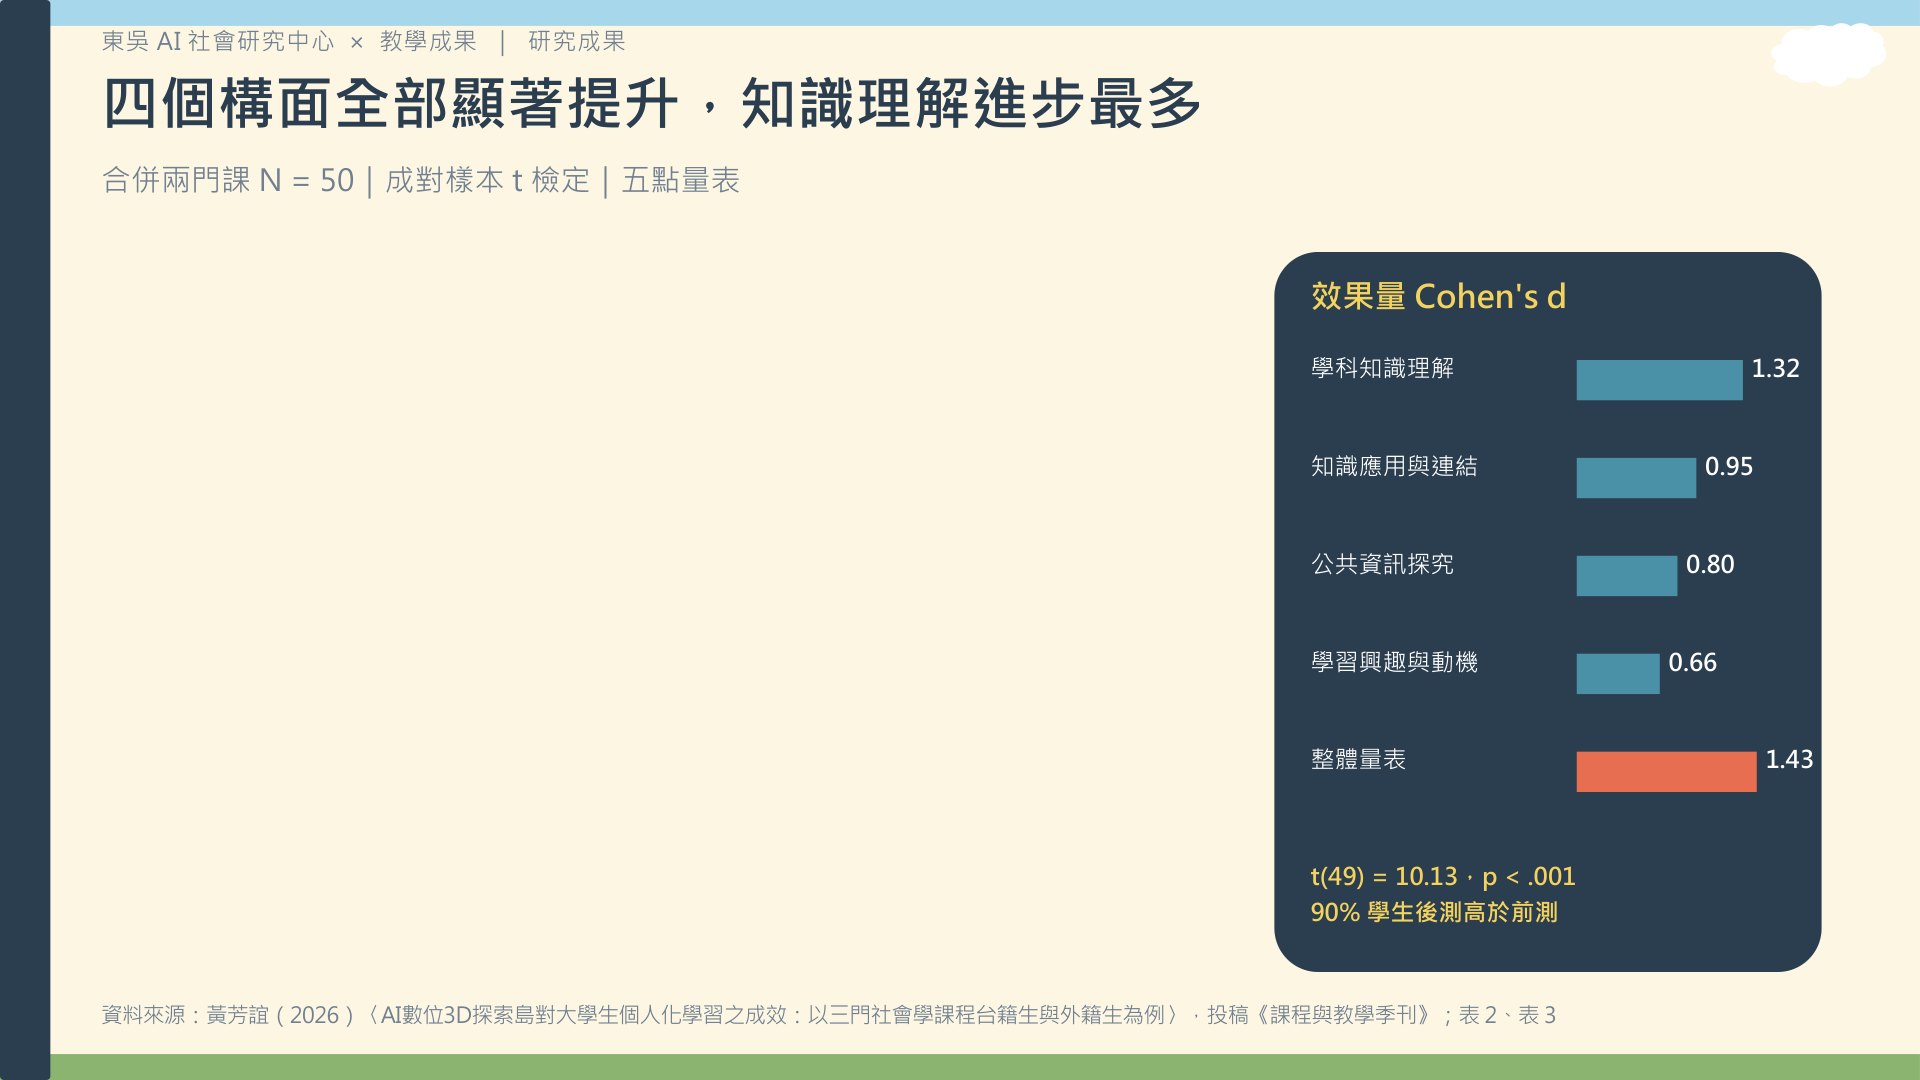 東吳 AI 社會研究中心 × 教學成果 | 研究成果
四個構面全部顯著提升，知識理解進步最多
合併兩門課 N = 50｜成對樣本 t 檢定｜五點量表
效果量 Cohen's d
學科知識理解 1.32
知識應用與連結 0.95
公共資訊探究 0.80
學習興趣與動機 0.66
整體量表 1.43
t(49) = 10.13，p < .001
90% 學生後測高於前測
資料來源：黃芳誼（2026）〈AI數位3D探索島對大學生個人化學習之成效：以三門社會學課程台籍生與外籍生為例〉，投稿《課程與教學季刊》；表 2、表 3